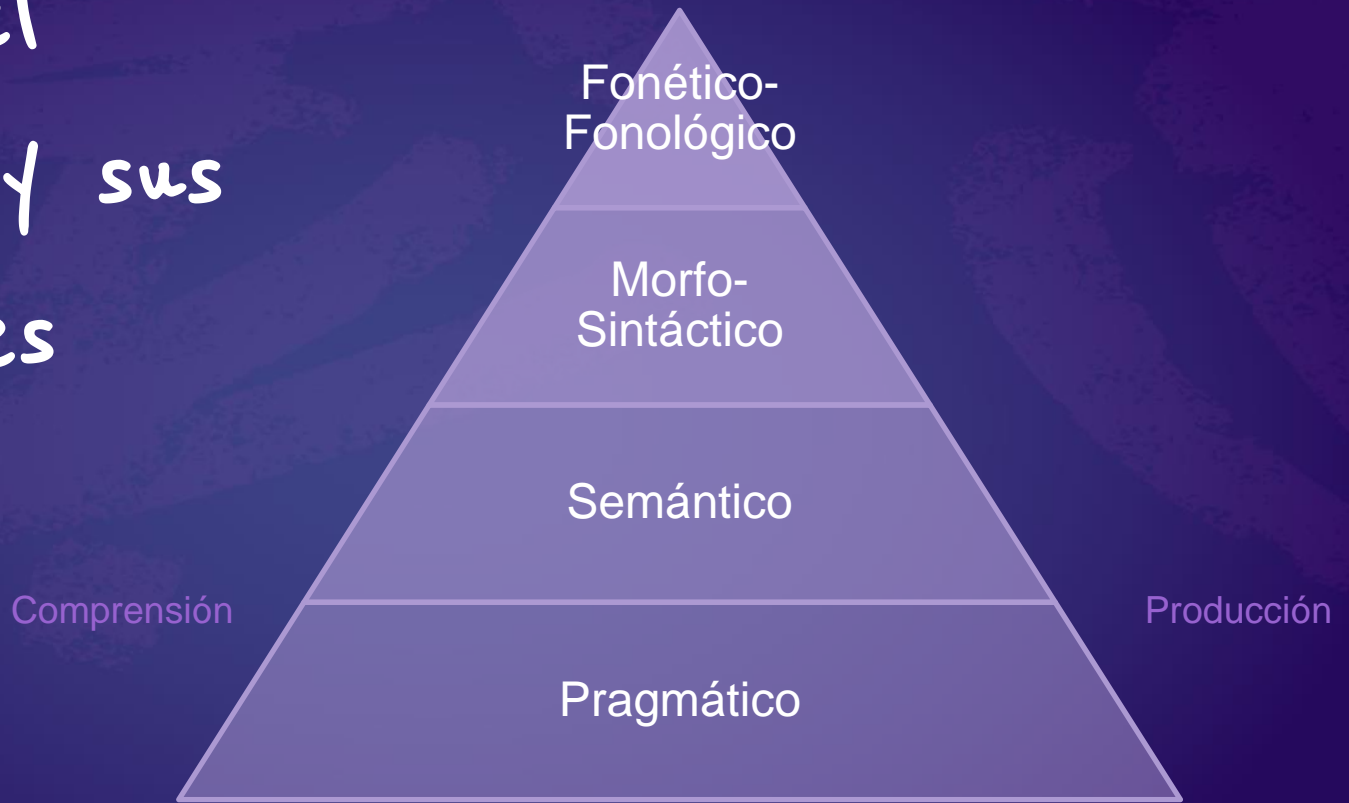 y sus
Fonético-
Fonológico
Morfo-
Sintáctico
Semántico
Comprensión
Producción
Pragmático